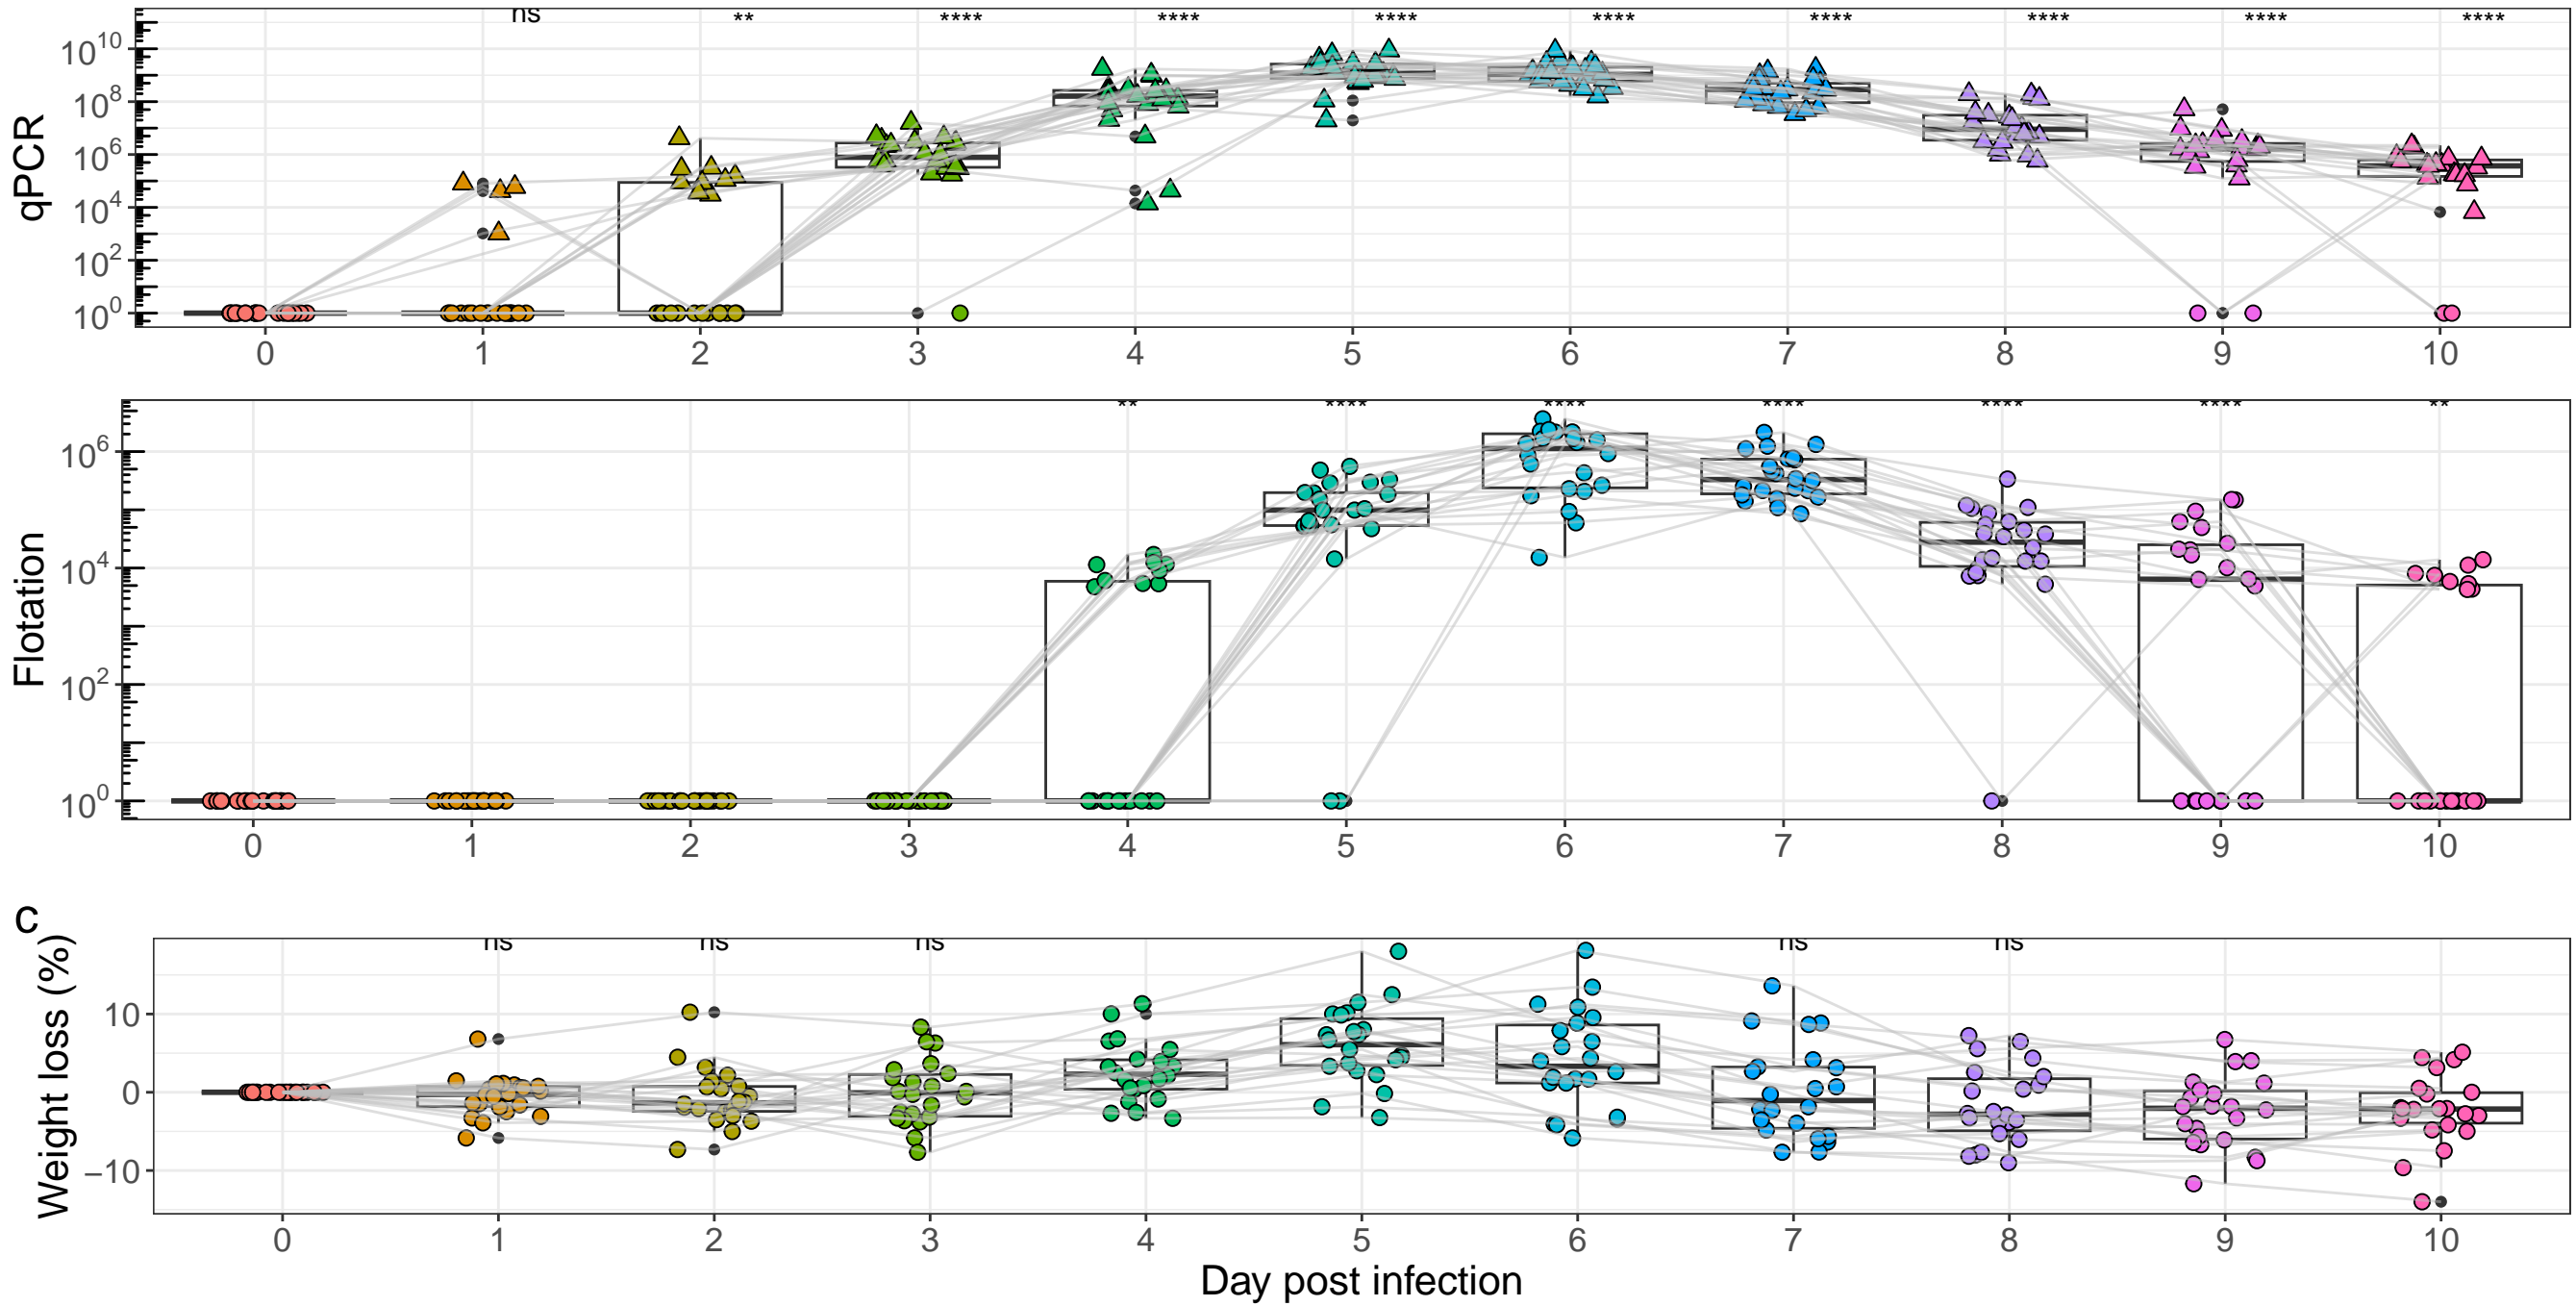 ns ** **** **** **** **** **** **** **** ****
qPCR
10^10
10^8
10^6
10^4
10^2
10^0
0 1 2 3 4 5 6 7 8 9 10
** **** **** **** **** **** **
Flotation
10^6
10^4
10^2
10^0
0 1 2 3 4 5 6 7 8 9 10
c
ns ns ns ns ns
Weight loss (%)
10
0
−10
0 1 2 3 4 5 6 7 8 9 10
Day post infection